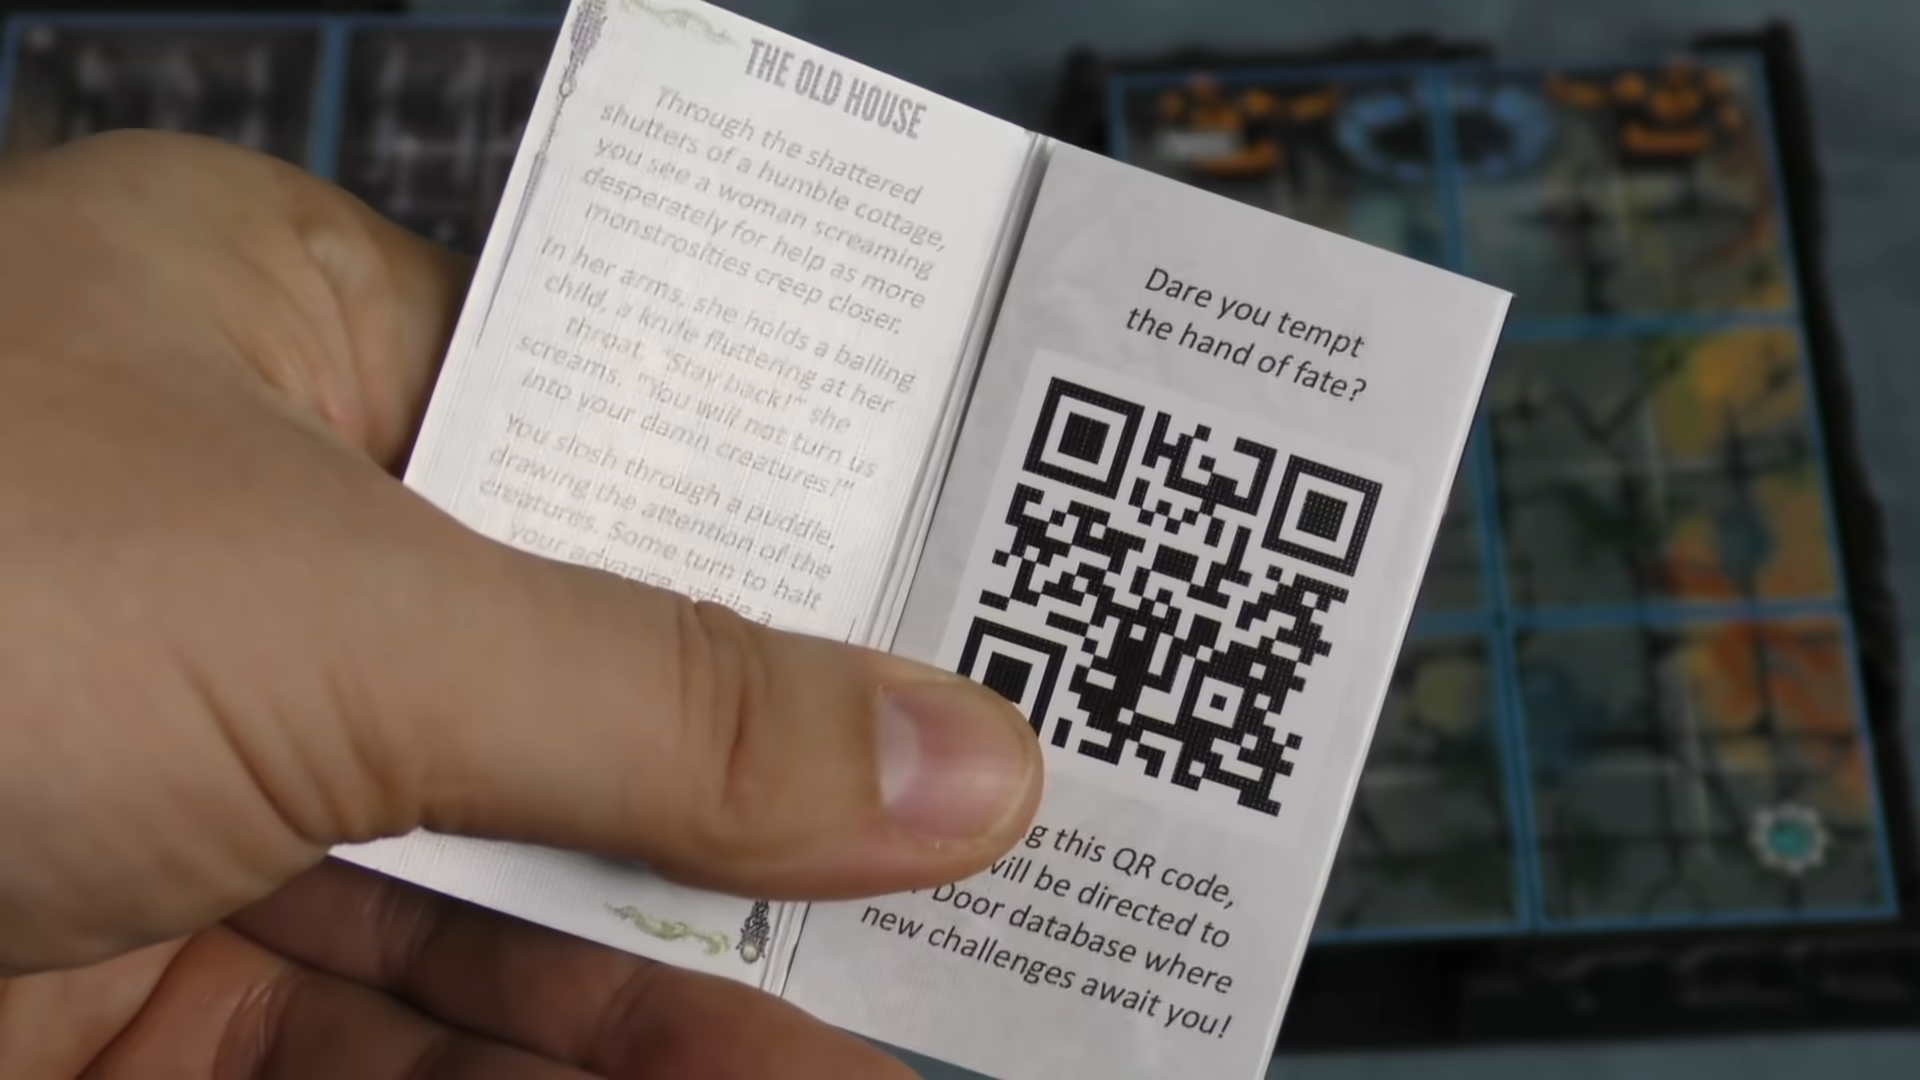 THE OLD HOUSE
Through the shattered
shutters of a humble cottage,
you see a woman screaming
desperately for help as more
monstrosities creep closer.
In her arms, she holds a balling
child, a knife fluttering at her
throat. "Stay back!" she
screams. "You will not turn us
into your damn creatures!"
You slosh through a puddle,
drawing the attention of the
creatures. Some turn to halt
your advance, while a
Dare you tempt
the hand of fate?
this QR code,
will be directed to
Door database where
new challenges await you!